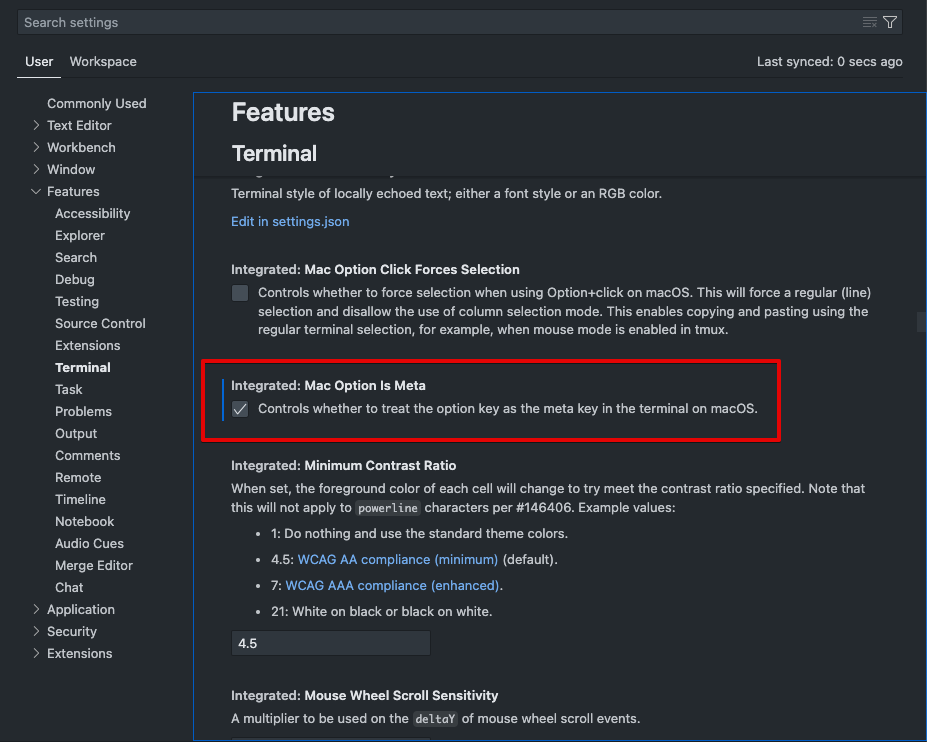 Search settings
User Workspace
Last synced: 0 secs ago
Commonly Used
Text Editor
Workbench
Window
Features
Accessibility
Explorer
Search
Debug
Testing
Source Control
Extensions
Terminal
Task
Problems
Output
Comments
Remote
Timeline
Notebook
Audio Cues
Merge Editor
Chat
Application
Security
Extensions
Features
Terminal
Terminal style of locally echoed text; either a font style or an RGB color.
Edit in settings.json
Integrated: Mac Option Click Forces Selection
Controls whether to force selection when using Option+click on macOS. This will force a regular (line)
selection and disallow the use of column selection mode. This enables copying and pasting using the
regular terminal selection, for example, when mouse mode is enabled in tmux.
Integrated: Mac Option Is Meta
Controls whether to treat the option key as the meta key in the terminal on macOS.
Integrated: Minimum Contrast Ratio
When set, the foreground color of each cell will change to try meet the contrast ratio specified. Note that
this will not apply to powerline characters per #146406. Example values:
• 1: Do nothing and use the standard theme colors.
• 4.5: WCAG AA compliance (minimum) (default).
• 7: WCAG AAA compliance (enhanced).
• 21: White on black or black on white.
4.5
Integrated: Mouse Wheel Scroll Sensitivity
A multiplier to be used on the deltaY of mouse wheel scroll events.